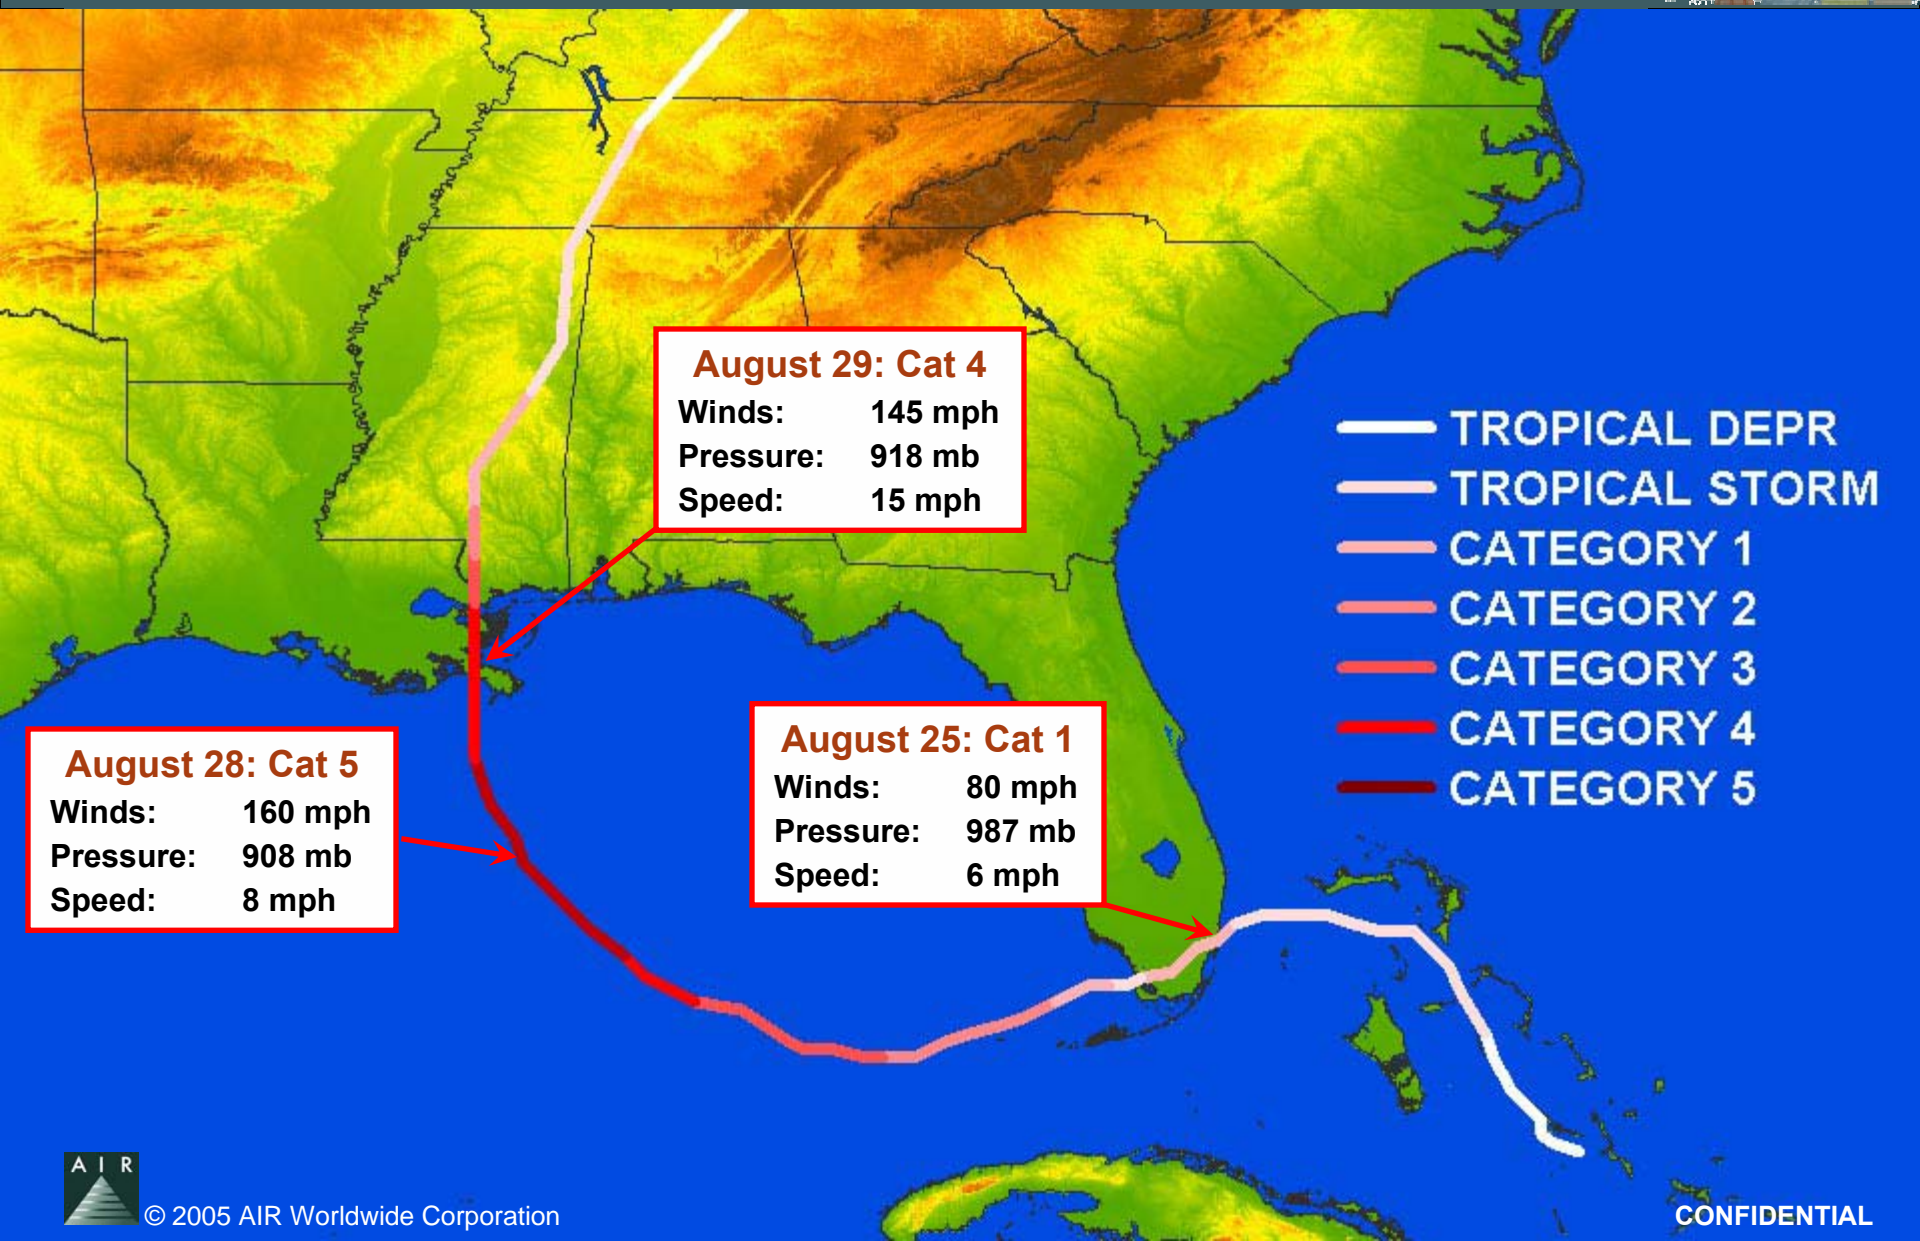 August 29: Cat 4
Winds: 145 mph
Pressure: 918 mb
Speed: 15 mph
TROPICAL DEPR
TROPICAL STORM
CATEGORY 1
CATEGORY 2
CATEGORY 3
CATEGORY 4
CATEGORY 5
August 28: Cat 5
Winds: 160 mph
Pressure: 908 mb
Speed: 8 mph
August 25: Cat 1
Winds: 80 mph
Pressure: 987 mb
Speed: 6 mph
AIR
© 2005 AIR Worldwide Corporation
CONFIDENTIAL